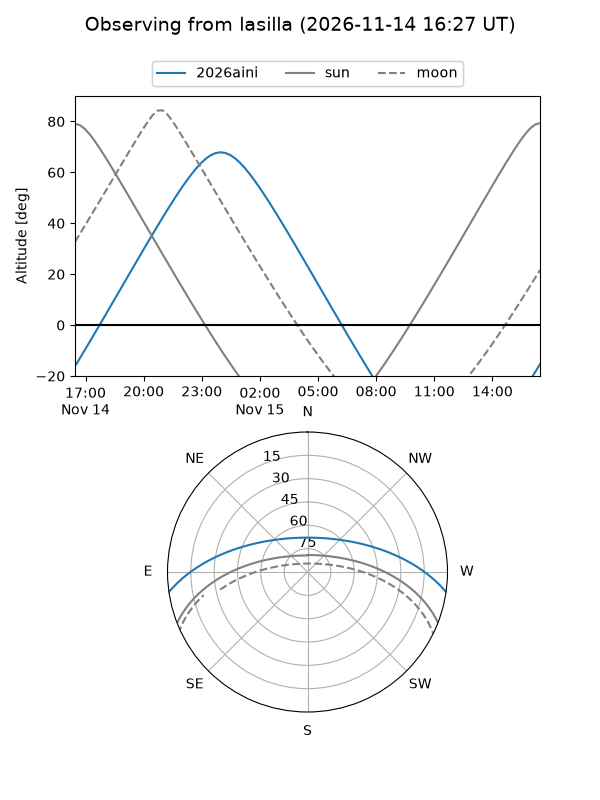 Observing from lasilla (2026-11-14 16:27 UT)
2026aini sun moon
Altitude [deg]
80
60
40
20
0
−20
17:00 20:00 23:00 02:00 05:00 08:00 11:00 14:00
Nov 14 Nov 15
N
NE NW
15
30
45
60
75
E W
SE SW
S